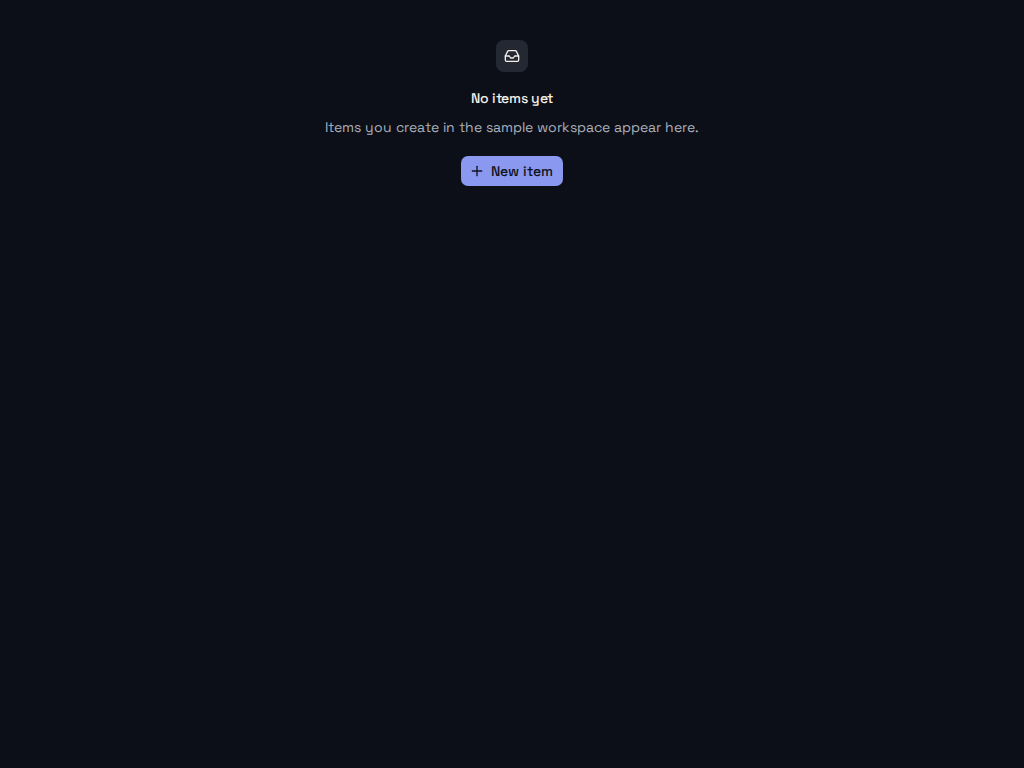 No items yet
Items you create in the sample workspace appear here.
New item